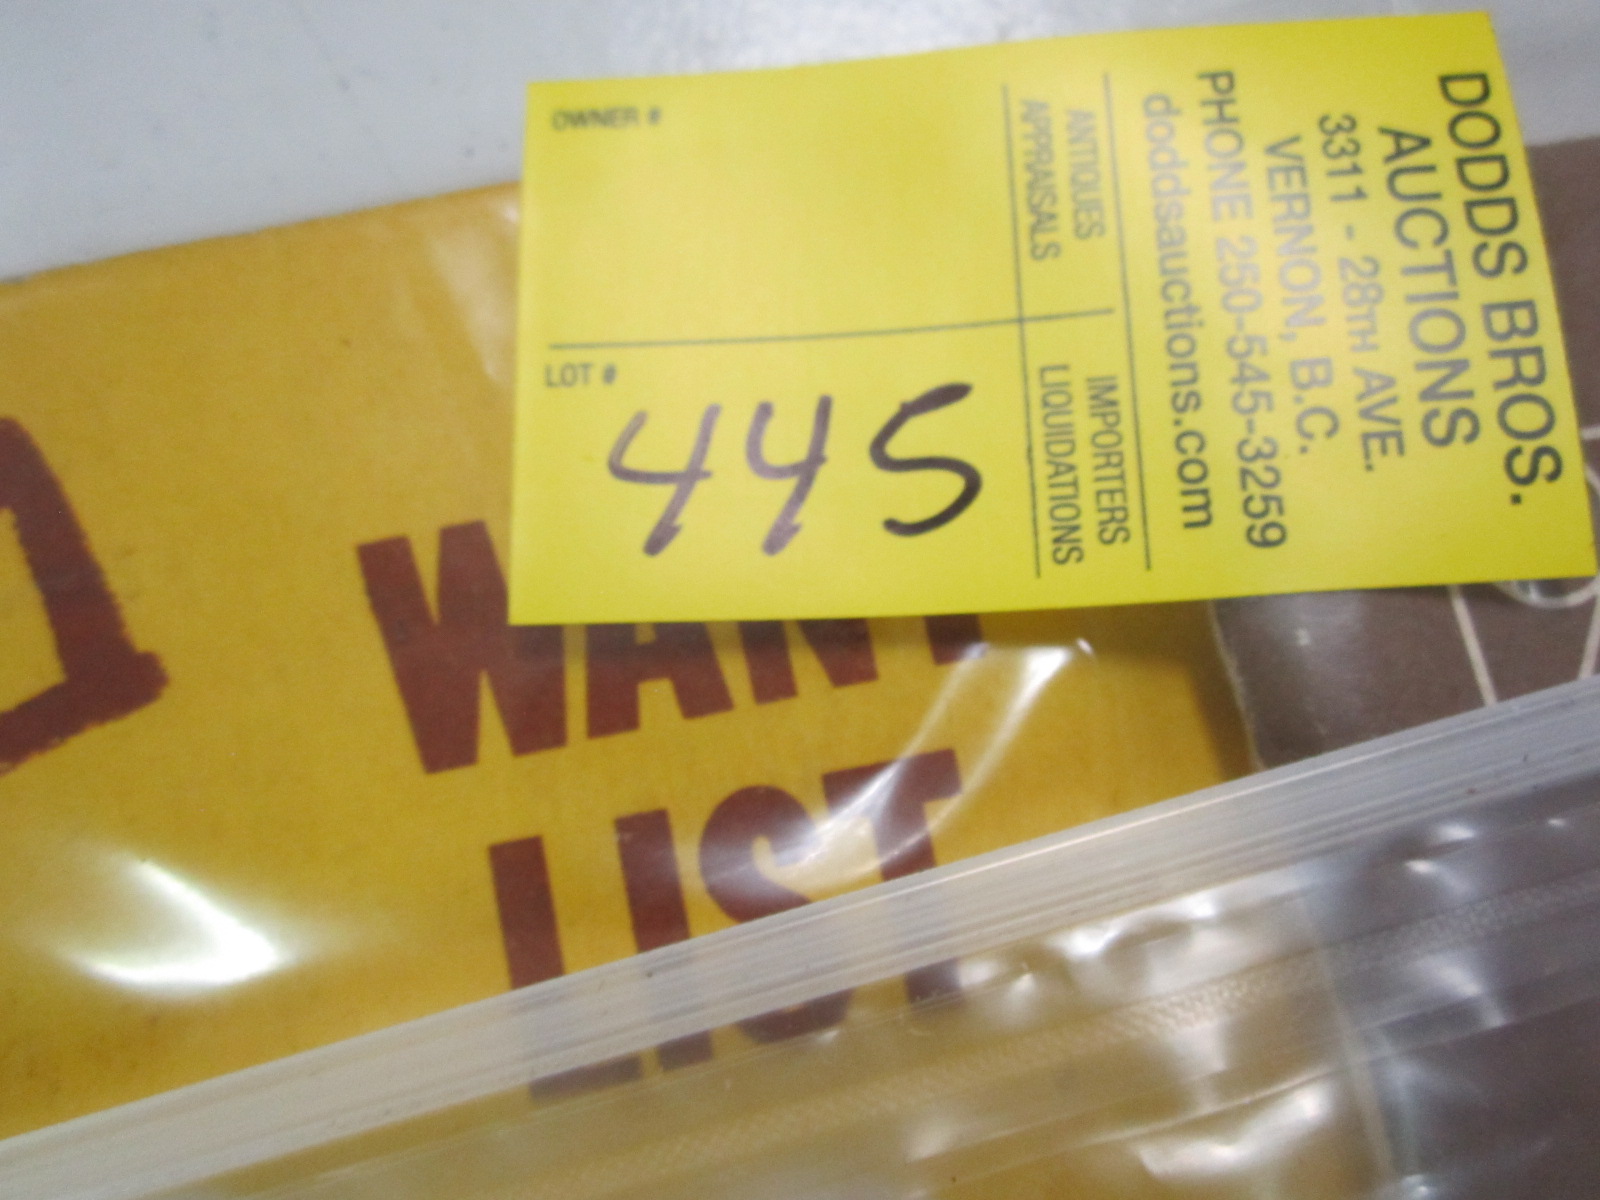 DODDS BROS.
AUCTIONS
3311 - 28TH AVE.
VERNON, B.C.
PHONE 250-545-3259
doddsauctions.com
ANTIQUES
APPRAISALS
IMPORTERS
LIQUIDATIONS
OWNER #
LOT #
445
WANT
LIST